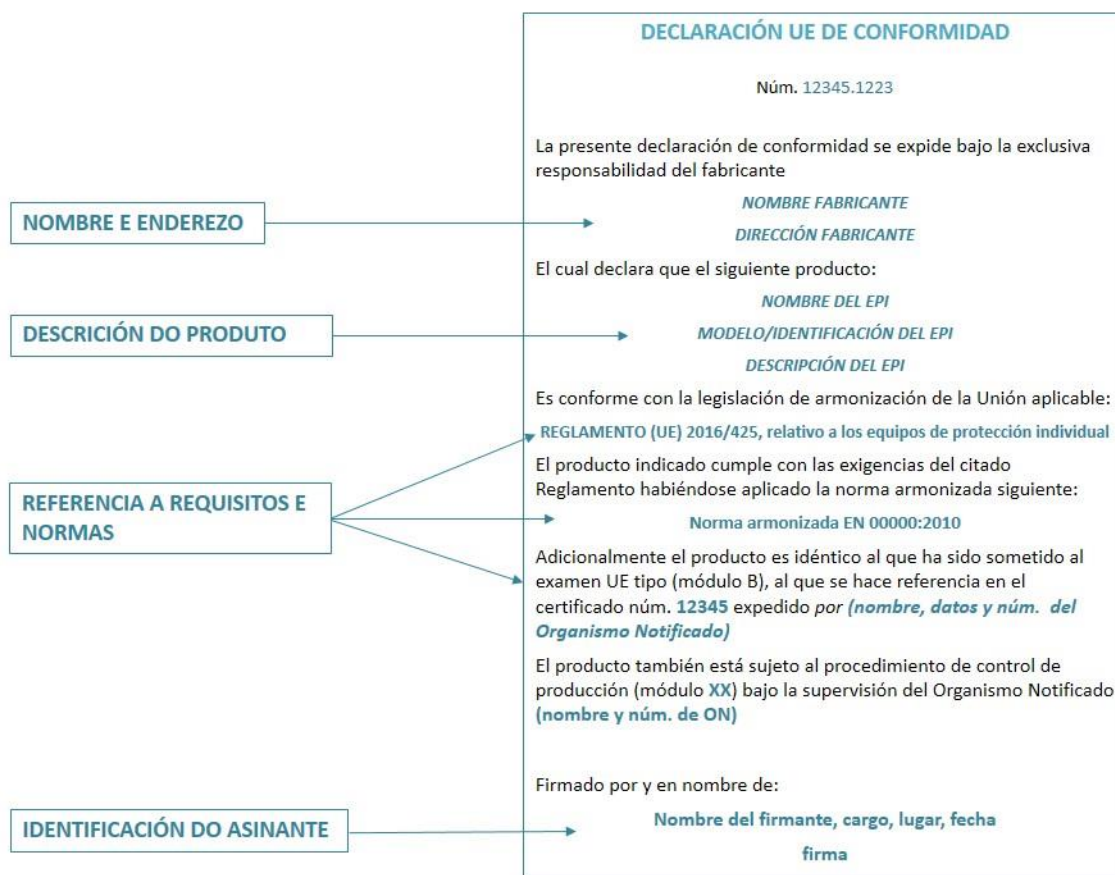 DECLARACIÓN UE DE CONFORMIDAD
Núm. 12345.1223
La presente declaración de conformidad se expide bajo la exclusiva
responsabilidad del fabricante
NOMBRE E ENDEREZO
NOMBRE FABRICANTE
DIRECCIÓN FABRICANTE
El cual declara que el siguiente producto:
DESCRICIÓN DO PRODUTO
NOMBRE DEL EPI
MODELO/IDENTIFICACIÓN DEL EPI
DESCRIPCIÓN DEL EPI
Es conforme con la legislación de armonización de la Unión aplicable:
REGLAMENTO (UE) 2016/425, relativo a los equipos de protección individual
El producto indicado cumple con las exigencias del citado
Reglamento habiéndose aplicado la norma armonizada siguiente:
REFERENCIA A REQUISITOS E
NORMAS
Norma armonizada EN 00000:2010
Adicionalmente el producto es idéntico al que ha sido sometido al
examen UE tipo (módulo B), al que se hace referencia en el
certificado núm. 12345 expedido por (nombre, datos y núm. del
Organismo Notificado)
El producto también está sujeto al procedimiento de control de
producción (módulo XX) bajo la supervisión del Organismo Notificado
(nombre y núm. de ON)
Firmado por y en nombre de:
IDENTIFICACIÓN DO ASINANTE
Nombre del firmante, cargo, lugar, fecha
firma